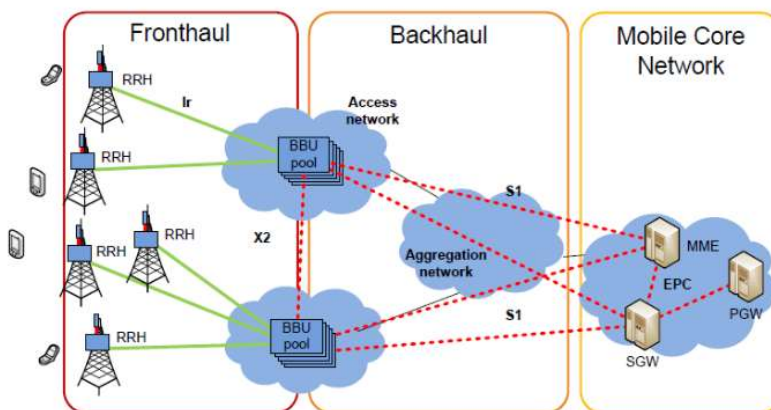 Fronthaul
Backhaul
Mobile Core
Network
RRH
Ir
Access
network
BBU
pool
RRH
S1
X2
RRH
RRH
Aggregation
network
MME
EPC
PGW
BBU
pool
S1
SGW
RRH